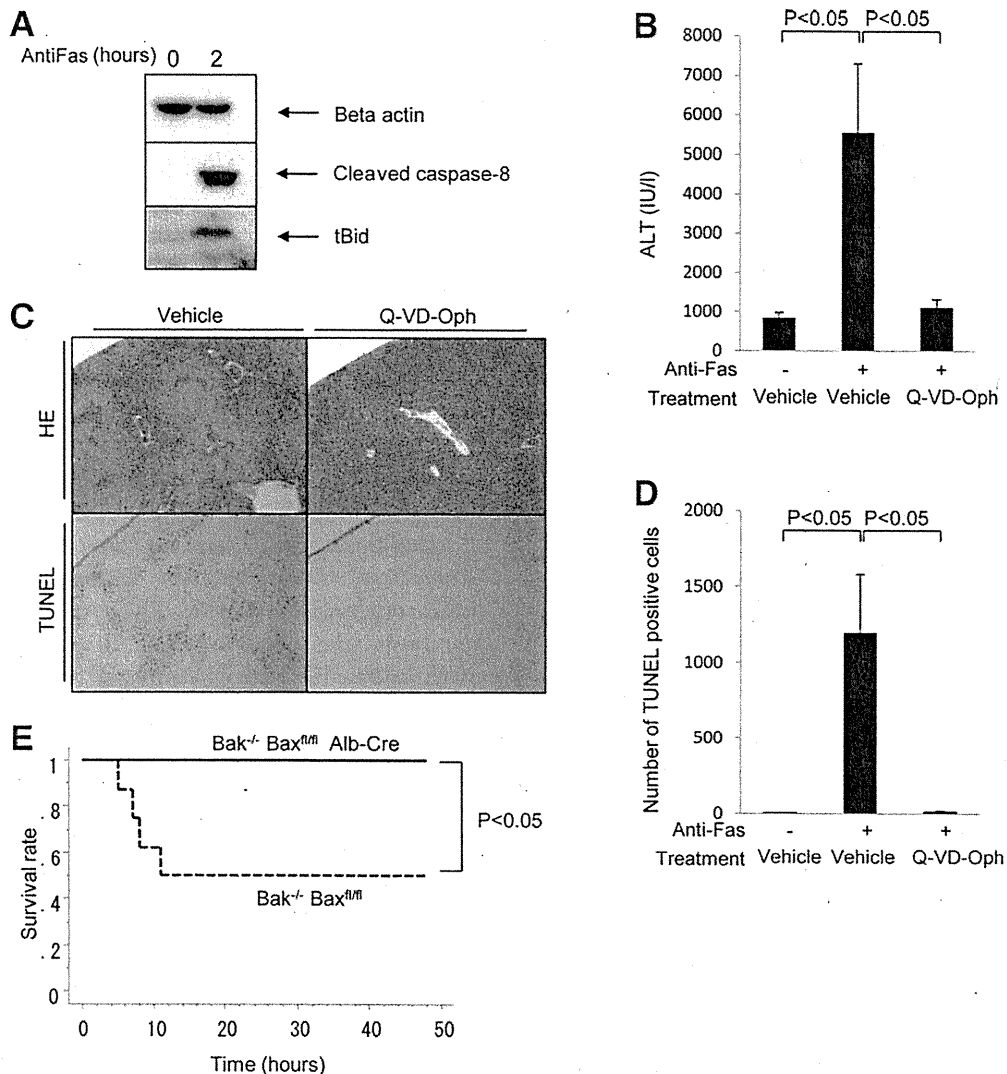 A
AntiFas (hours) 0 2
Beta actin
Cleaved caspase-8
tBid
B
P<0.05 P<0.05
8000
7000
6000
5000
4000
3000
2000
1000
0
ALT (IU/l)
Anti-Fas - + +
Treatment Vehicle Vehicle Q-VD-Oph
C
Vehicle Q-VD-Oph
HE
TUNEL
D
P<0.05 P<0.05
2000
1500
1000
500
0
Number of TUNEL positive cells
Anti-Fas - + +
Treatment Vehicle Vehicle Q-VD-Oph
E
Bak-/- Baxfl/fl Alb-Cre
P<0.05
Bak-/- Baxfl/fl
1
.8
.6
.4
.2
0
Survival rate
0 10 20 30 40 50
Time (hours)